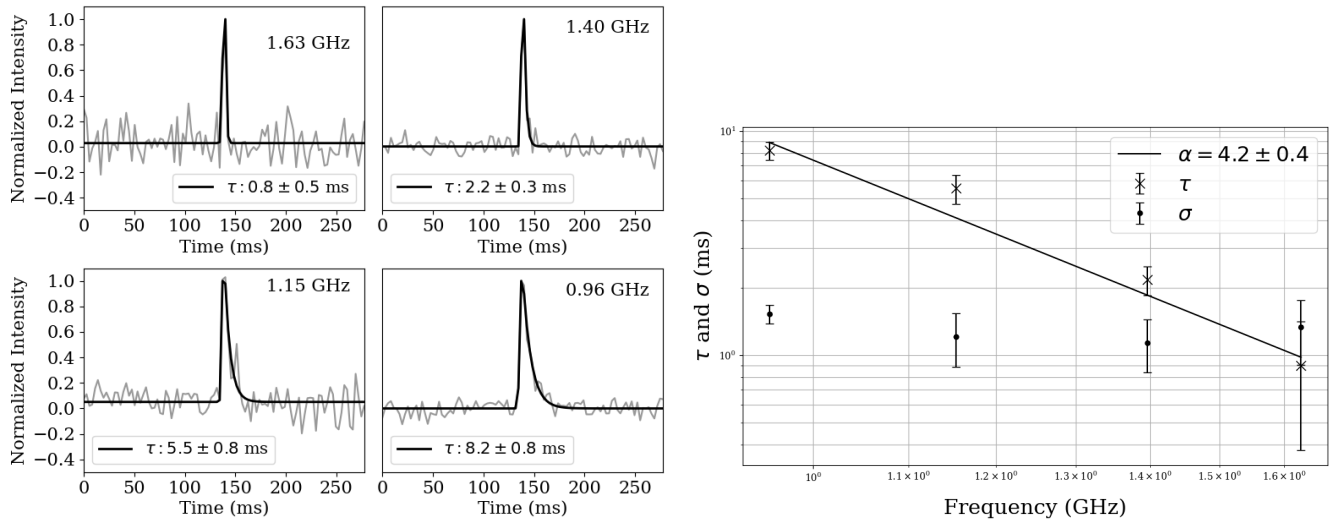 1.63 GHz
1.0
0.8
0.6
0.4
0.2
0.0
−0.2
−0.4
Normalized Intensity
τ : 0.8 ± 0.5 ms
0 50 100 150 200 250
Time (ms)
1.40 GHz
τ : 2.2 ± 0.3 ms
0 50 100 150 200 250
Time (ms)
1.15 GHz
1.0
0.8
0.6
0.4
0.2
0.0
−0.2
−0.4
Normalized Intensity
τ : 5.5 ± 0.8 ms
0 50 100 150 200 250
Time (ms)
0.96 GHz
τ : 8.2 ± 0.8 ms
0 50 100 150 200 250
Time (ms)
10¹
10⁰
τ and σ (ms)
α = 4.2 ± 0.4
τ
σ
10⁰ 1.1 × 10⁰ 1.2 × 10⁰ 1.3 × 10⁰ 1.4 × 10⁰ 1.5 × 10⁰ 1.6 × 10⁰
Frequency (GHz)